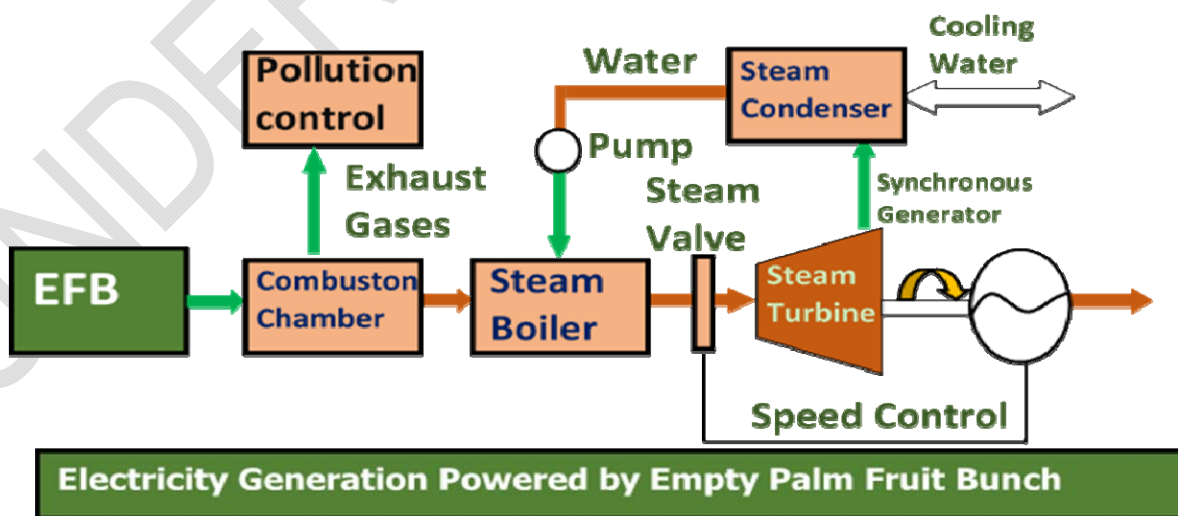 Pollution
control
Exhaust
Gases
Water
Pump
Steam
Condenser
Cooling
Water
Steam
Valve
Synchronous
Generator
EFB
Combuston
Chamber
Steam
Boiler
Steam
Turbine
Speed Control
Electricity Generation Powered by Empty Palm Fruit Bunch